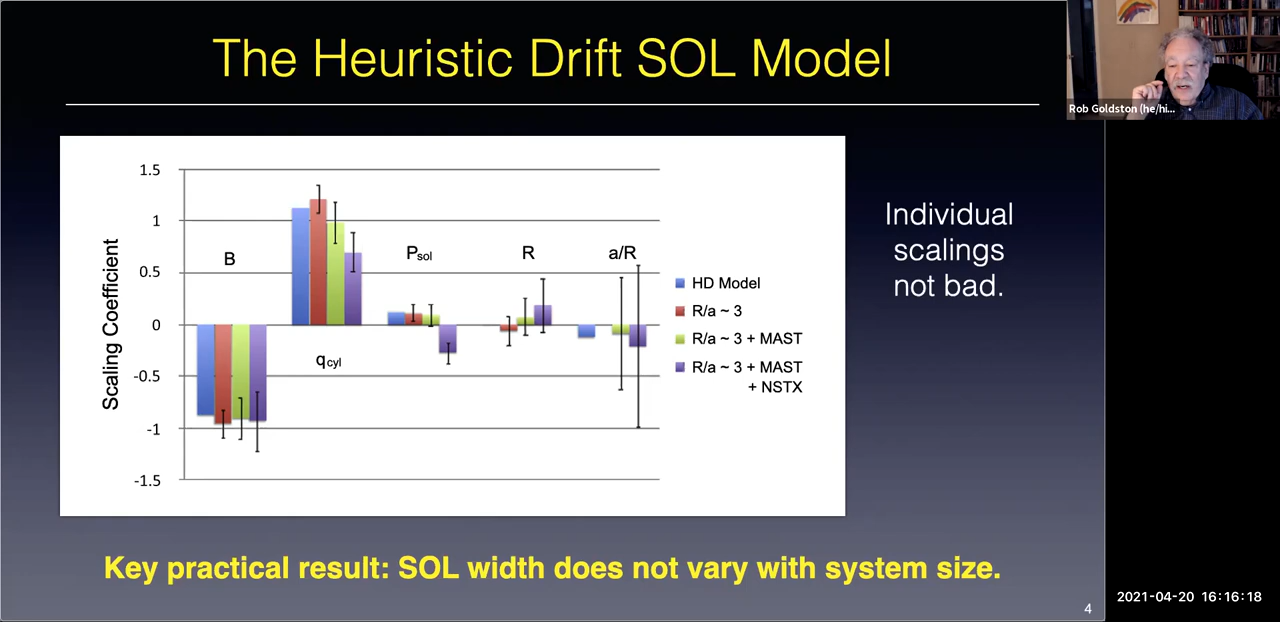 The Heuristic Drift SOL Model
Rob Goldston (he/hi...
1.5
1
0.5
0
-0.5
-1
-1.5
Scaling Coefficient
B
qcyl
Psol
R
a/R
HD Model
R/a ~ 3
R/a ~ 3 + MAST
R/a ~ 3 + MAST
+ NSTX
Individual
scalings
not bad.
Key practical result: SOL width does not vary with system size.
4
2021-04-20 16:16:18